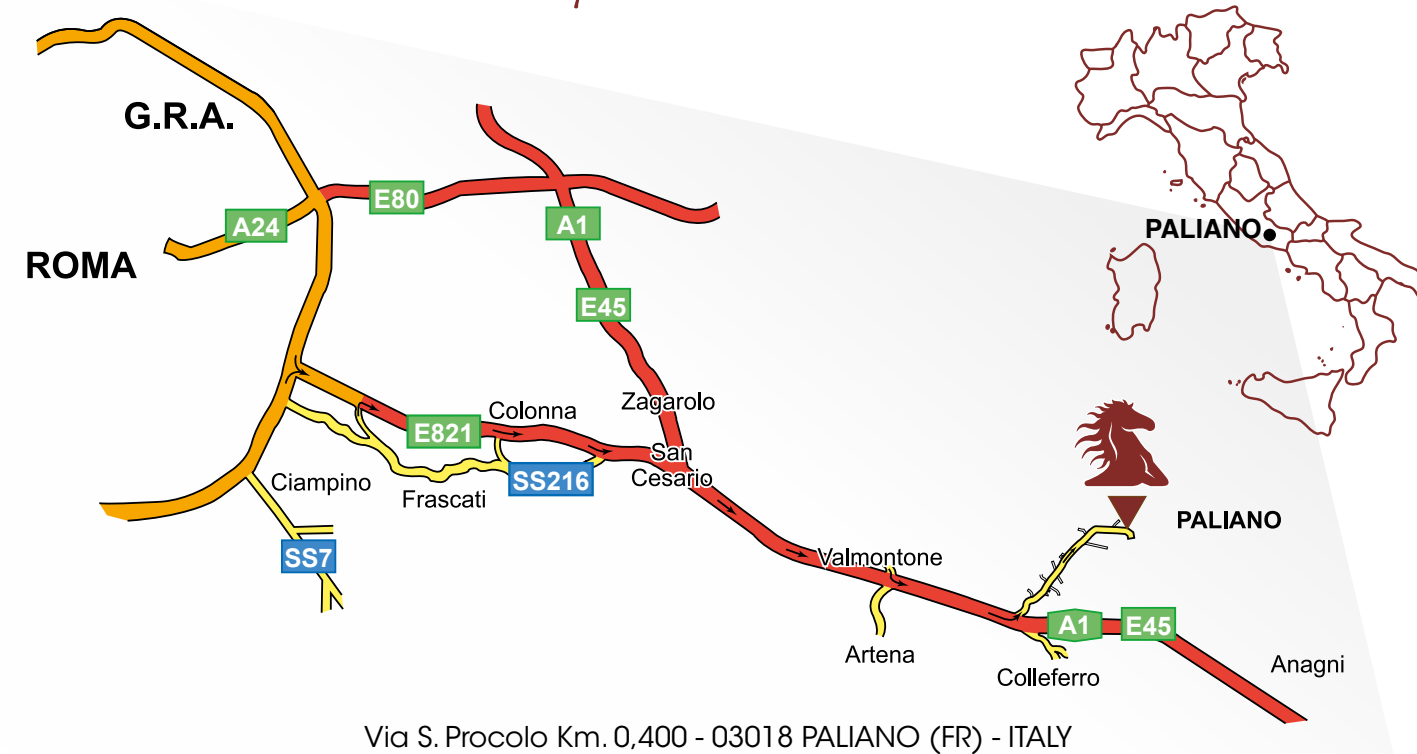 G.R.A.
E80
A24
A1
ROMA
PALIANO
E45
Zagarolo
Colonna
E821
San
Cesario
SS216
Ciampino
Frascati
PALIANO
SS7
Valmontone
A1
E45
Artena
Colleferro
Anagni
Via S. Procolo Km. 0,400 - 03018 PALIANO (FR) - ITALY